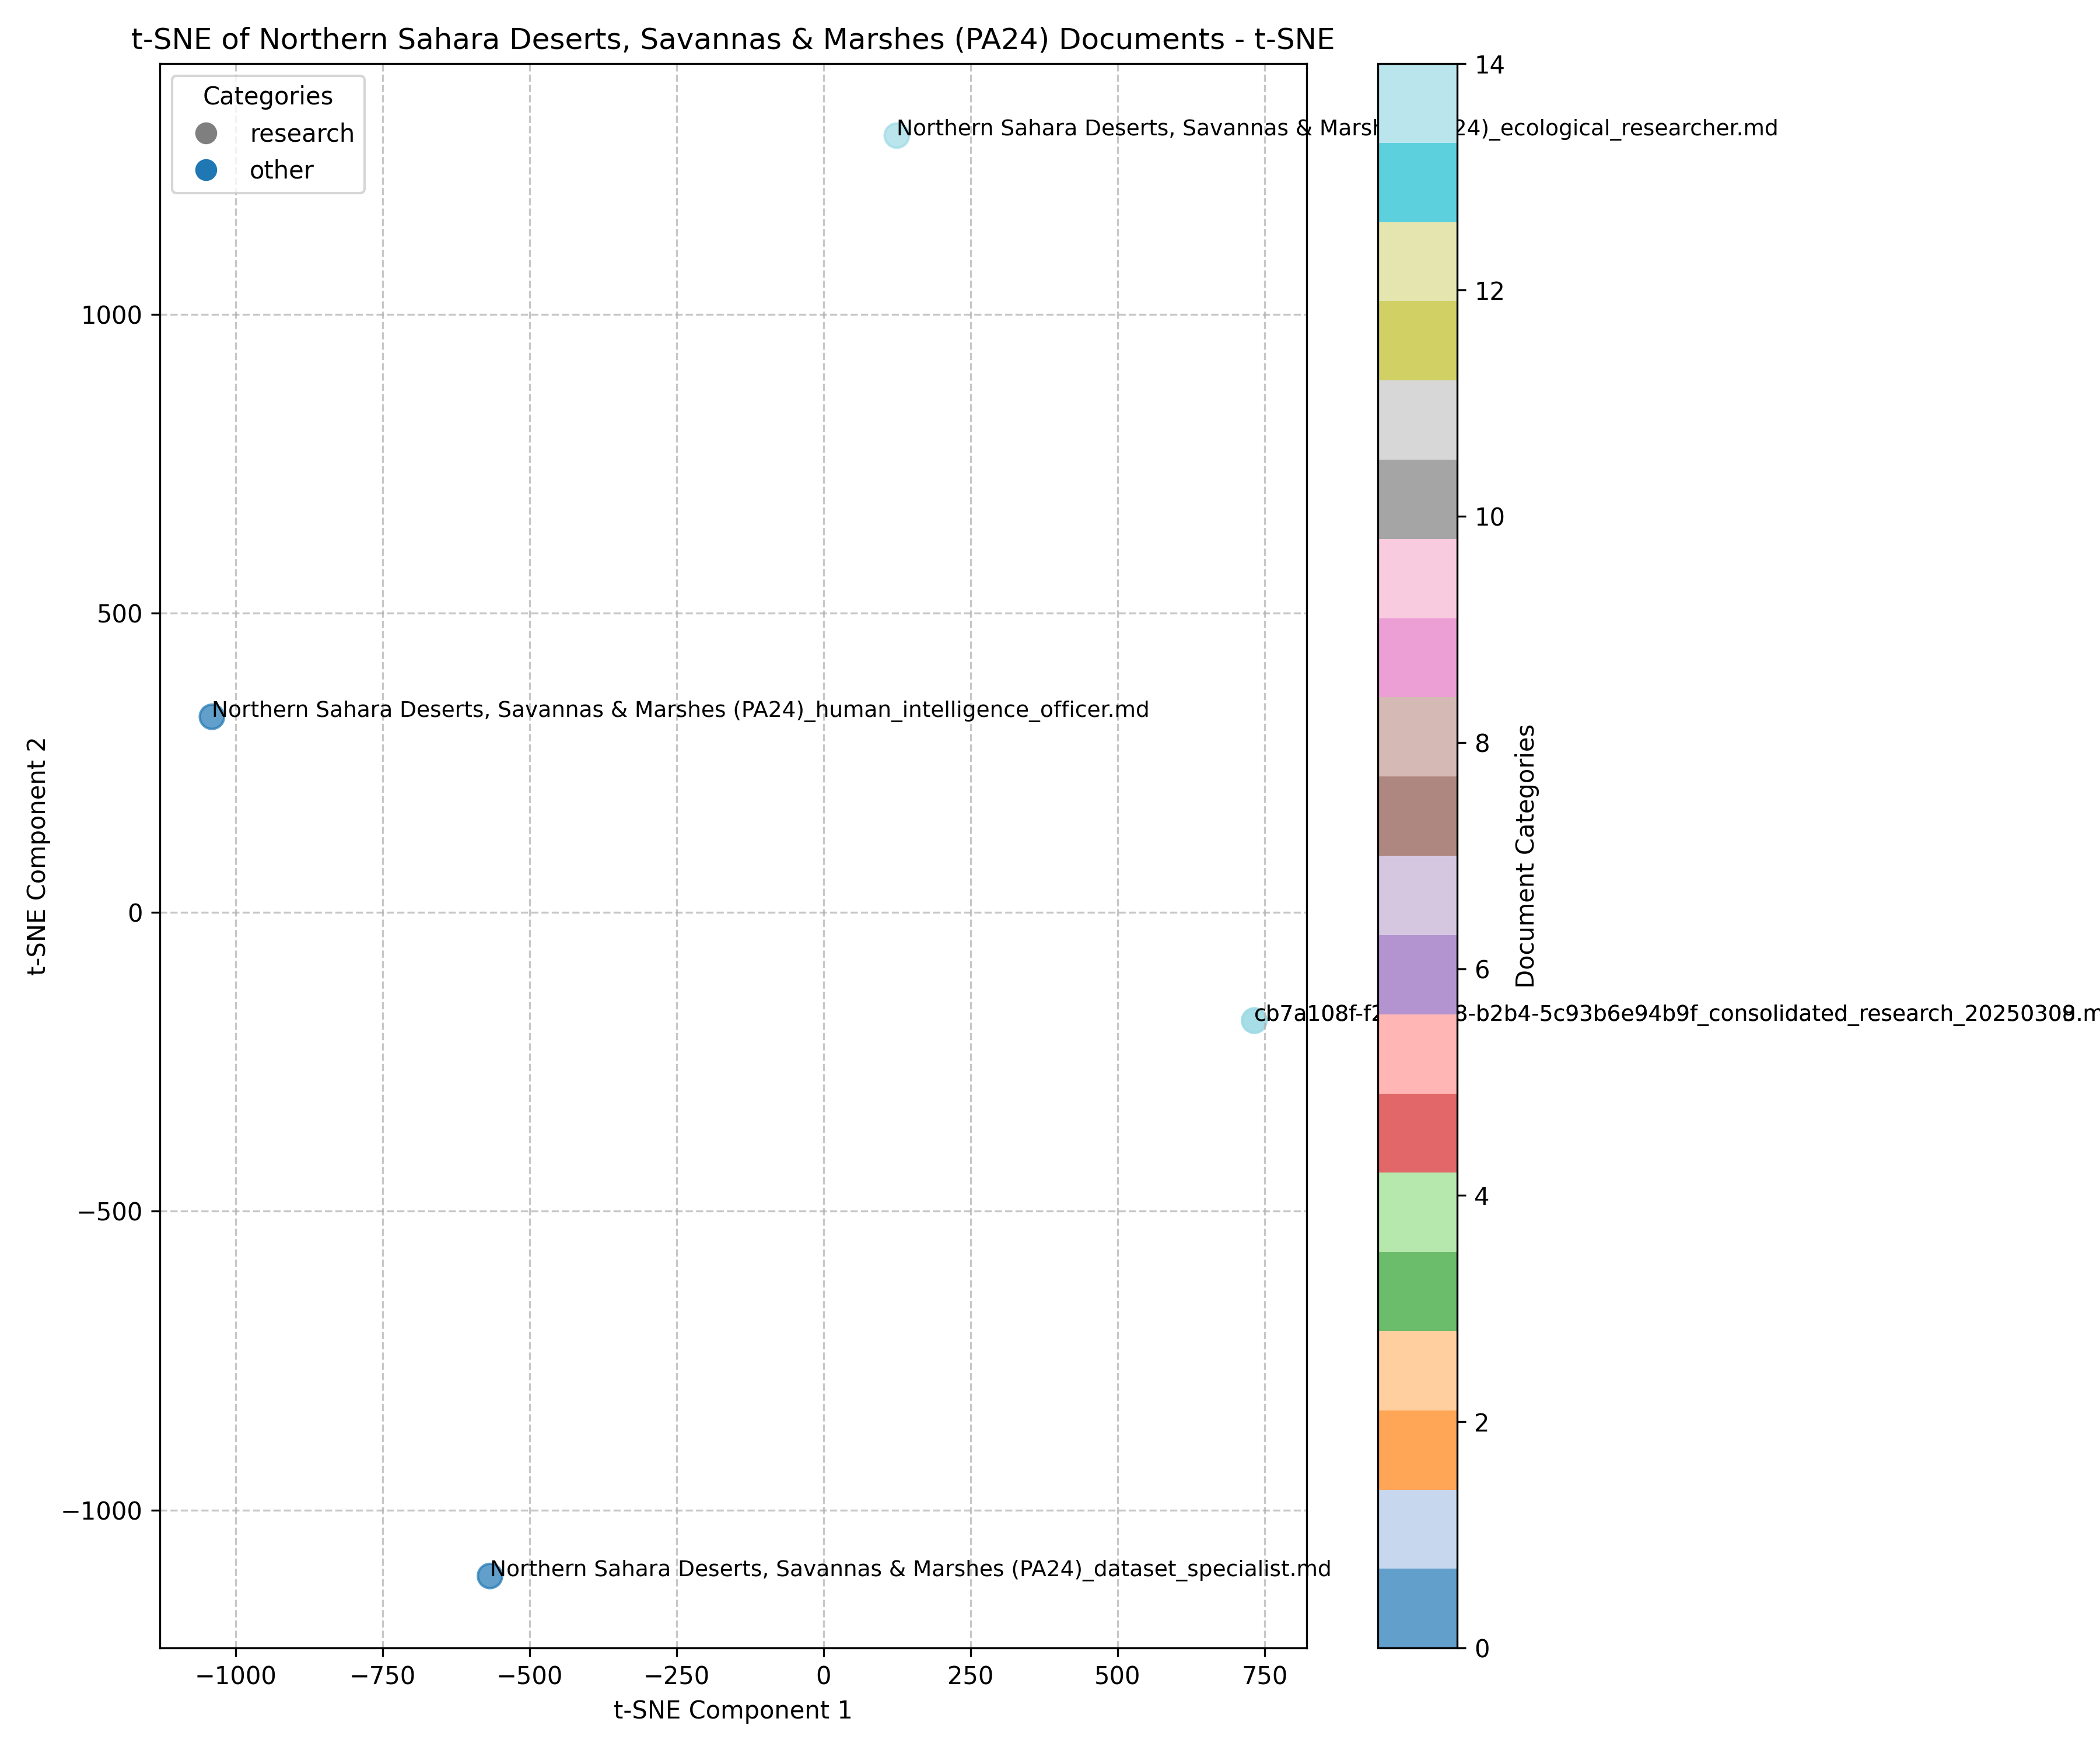 t-SNE of Northern Sahara Deserts, Savannas & Marshes (PA24) Documents - t-SNE
Categories
research
other
Northern Sahara Deserts, Savannas & Marsh 24)_ecological_researcher.md
Northern Sahara Deserts, Savannas & Marshes (PA24)_human_intelligence_officer.md
cb7a108f-f2 -b2b4-5c93b6e94b9f_consolidated_research_2025030
Northern Sahara Deserts, Savannas & Marshes (PA24)_dataset_specialist.md
1000
500
0
−500
−1000
t-SNE Component 2
−1000
−750
−500
−250
0
250
500
750
t-SNE Component 1
14
12
10
8
6
4
2
0
Document Categories